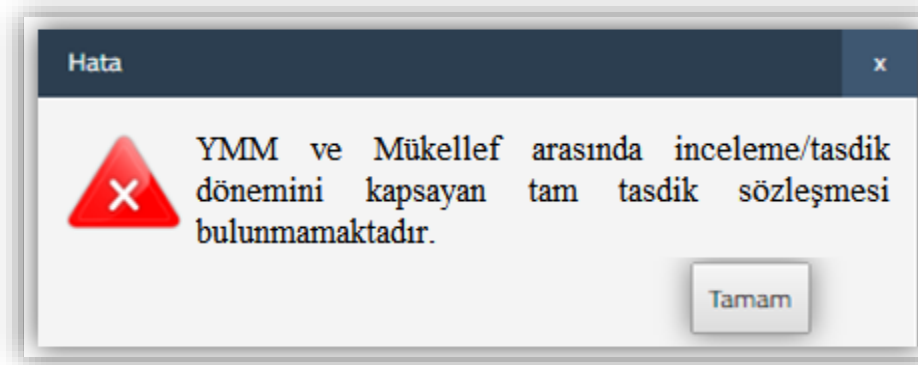 Hata
x
YMM ve Mükellef arasında inceleme/tasdik
dönemini kapsayan tam tasdik sözleşmesi
bulunmamaktadır.
Tamam